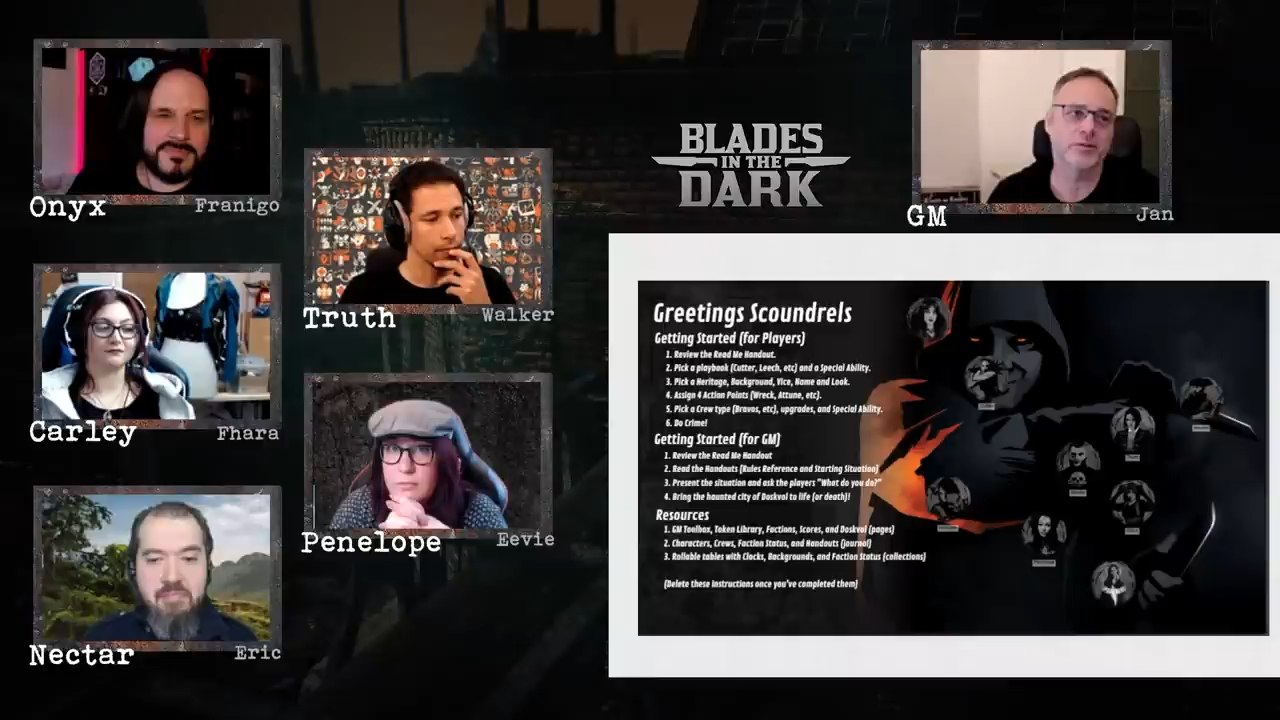 Onyx
Franigo
Truth
Walker
Carley
Fhara
Penelope
Eevie
Nectar
Eric
BLADES
IN THE
DARK
GM
Jan
Greetings Scoundrels
Getting Started (for Players)
1. Review the Read Me Handout.
2. Pick a playbook (Cutter, Leech, etc) and a Special Ability.
3. Pick a Heritage, Background, Vice, Name and Look.
4. Assign 4 Action Points (Wreck, Attune, etc).
5. Pick a Crew type (Bravos, etc), upgrades, and Special Ability.
6. Do Crime!
Getting Started (for GM)
1. Review the Read Me Handout
2. Read the Handouts (Rules Reference and Starting Situation)
3. Present the situation and ask the players "What do you do?"
4. Bring the haunted city of Doskvol to life (or death)!
Resources
1. GM Toolbox, Token Library, Factions, Scores, and Doskvol (pages)
2. Characters, Crews, Faction Status, and Handouts (journal)
3. Rollable tables with Clocks, Backgrounds, and Faction Status (collections)
(Delete these instructions once you've completed them)